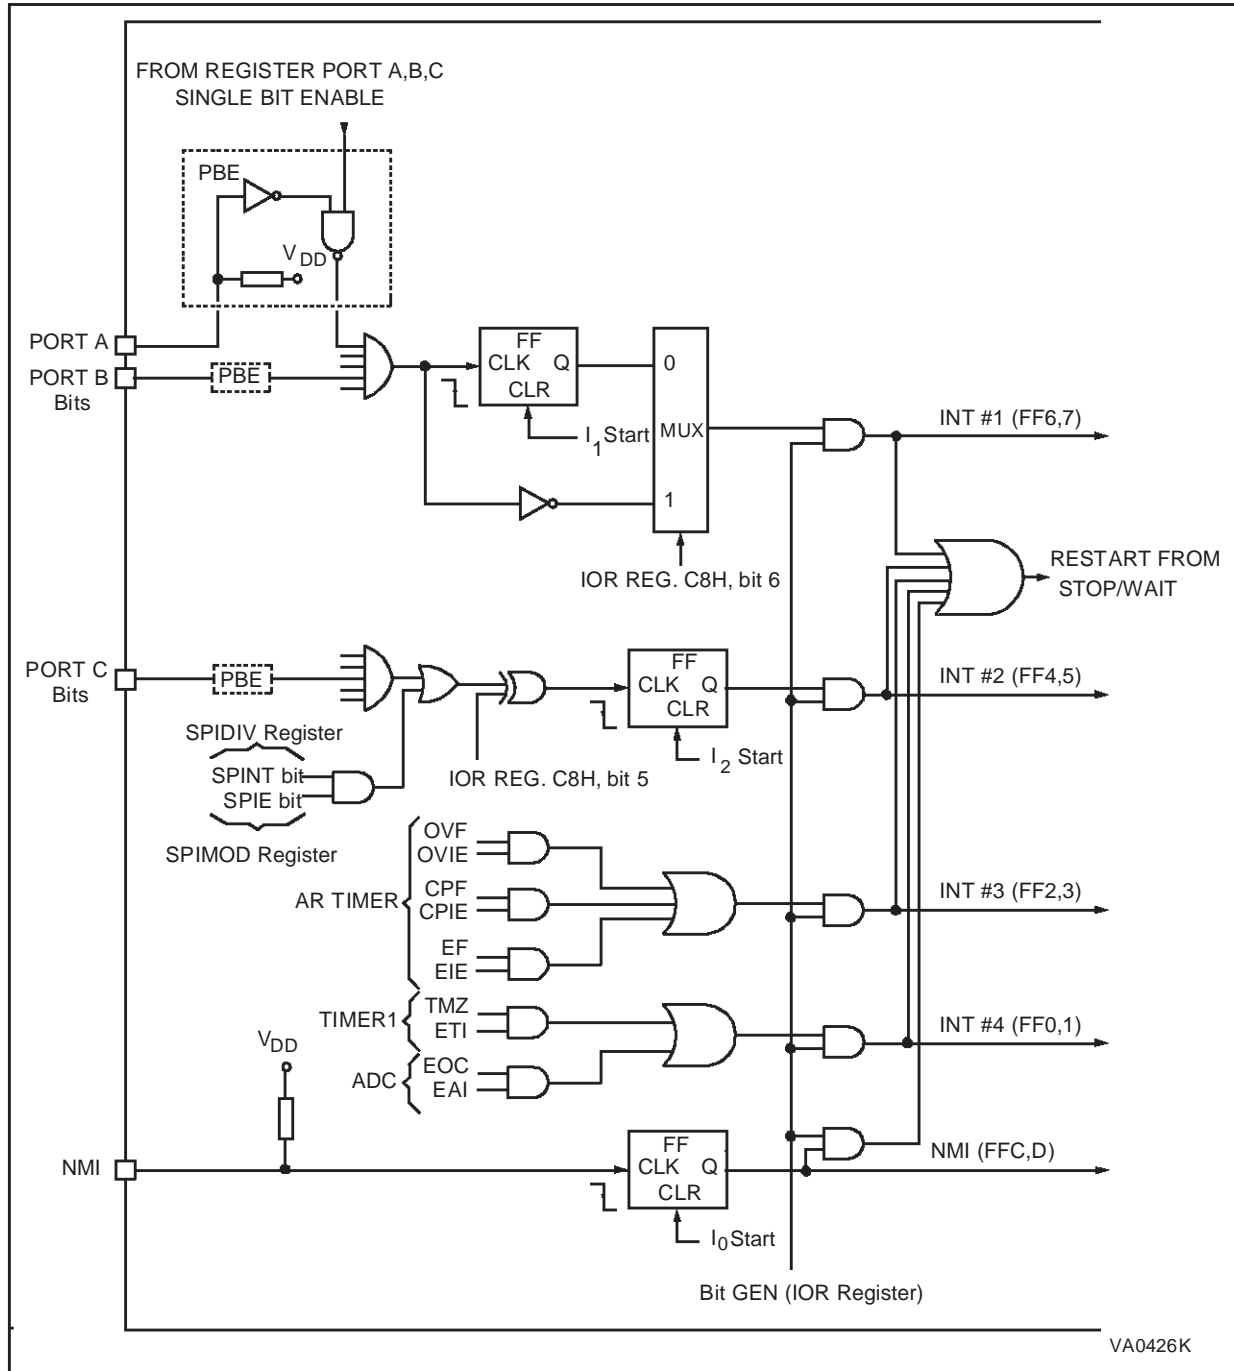 FROM REGISTER PORT A,B,C
SINGLE BIT ENABLE
PBE
VDD
PORT A
PORT B
Bits
PBE
FF
CLK Q
CLR
I1 Start
0
MUX
1
IOR REG. C8H, bit 6
INT #1 (FF6,7)
RESTART FROM
STOP/WAIT
PORT C
Bits
PBE
FF
CLK Q
CLR
I2 Start
INT #2 (FF4,5)
SPIDIV Register
SPINT bit
SPIE bit
SPIMOD Register
IOR REG. C8H, bit 5
OVF
OVIE
AR TIMER
CPF
CPIE
EF
EIE
INT #3 (FF2,3)
TIMER1
TMZ
ETI
INT #4 (FF0,1)
VDD
ADC
EOC
EAI
NMI
FF
CLK Q
CLR
I0 Start
NMI (FFC,D)
Bit GEN (IOR Register)
VA0426K